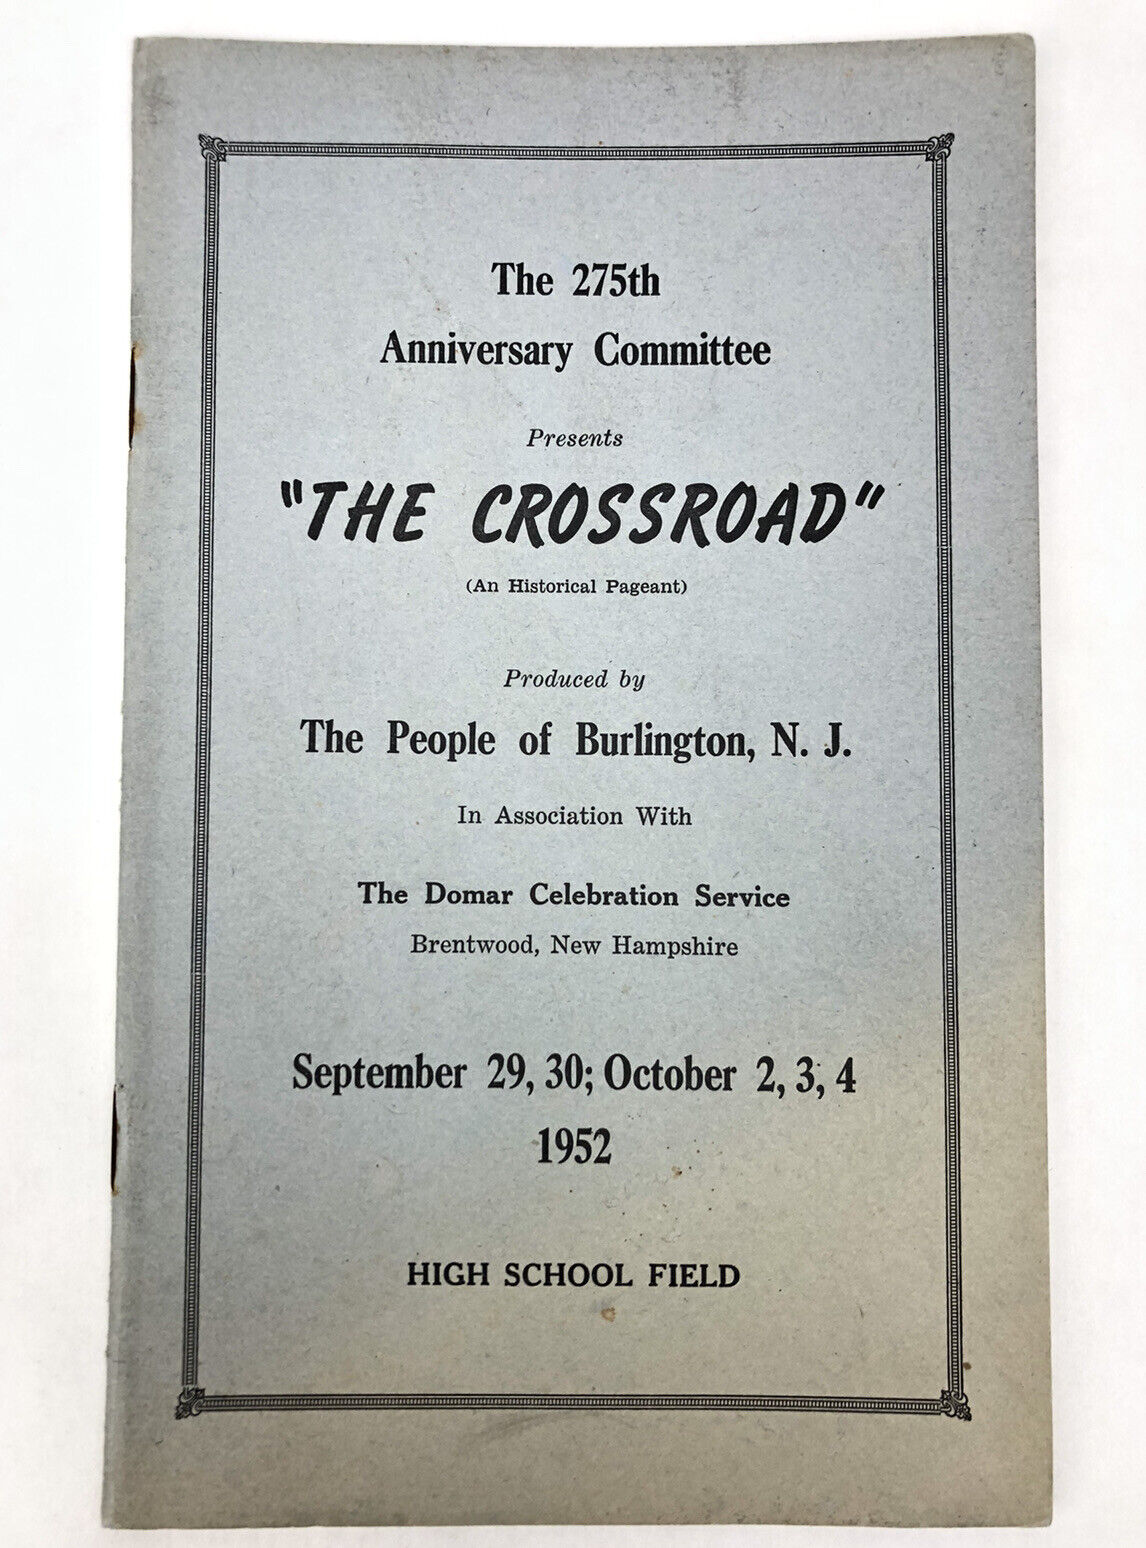 The 275th
Anniversary Committee
Presents
"THE CROSSROAD"
(An Historical Pageant)
Produced by
The People of Burlington, N. J.
In Association With
The Domar Celebration Service
Brentwood, New Hampshire
September 29, 30; October 2, 3, 4
1952
HIGH SCHOOL FIELD